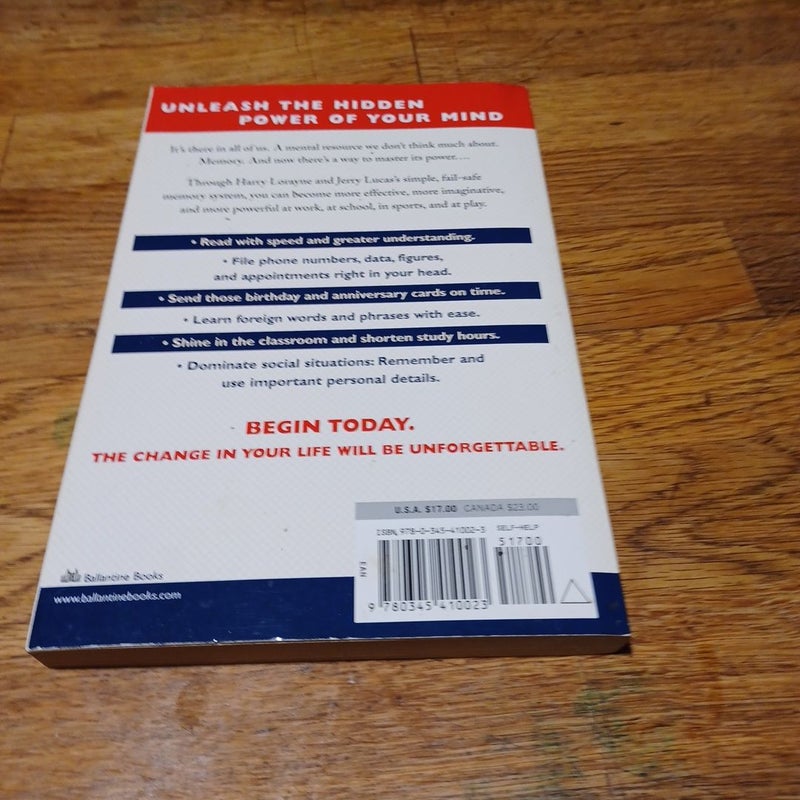 UNLEASH THE HIDDEN
POWER OF YOUR MIND
It's there in all of us. A mental resource we don't think much about.
Memory. And now there's a way to master its power....
Through Harry Lorayne and Jerry Lucas's simple, fail-safe
memory system, you can become more effective, more imaginative,
and more powerful at work, at school, in sports, and at play.
• Read with speed and greater understanding.
• File phone numbers, data, figures,
and appointments right in your head.
• Send those birthday and anniversary cards on time.
• Learn foreign words and phrases with ease.
• Shine in the classroom and shorten study hours.
• Dominate social situations: Remember and
use important personal details.
BEGIN TODAY.
THE CHANGE IN YOUR LIFE WILL BE UNFORGETTABLE.
U.S.A. $17.00 CANADA $23.00
ISBN 978-0-345-41002-3 SELF-HELP
51700
EAN
9 780345 410023
Ballantine Books
www.ballantinebooks.com